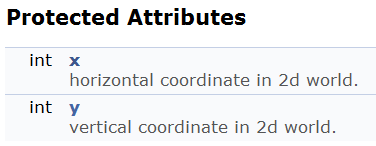 Protected Attributes
int x
horizontal coordinate in 2d world.
int y
vertical coordinate in 2d world.